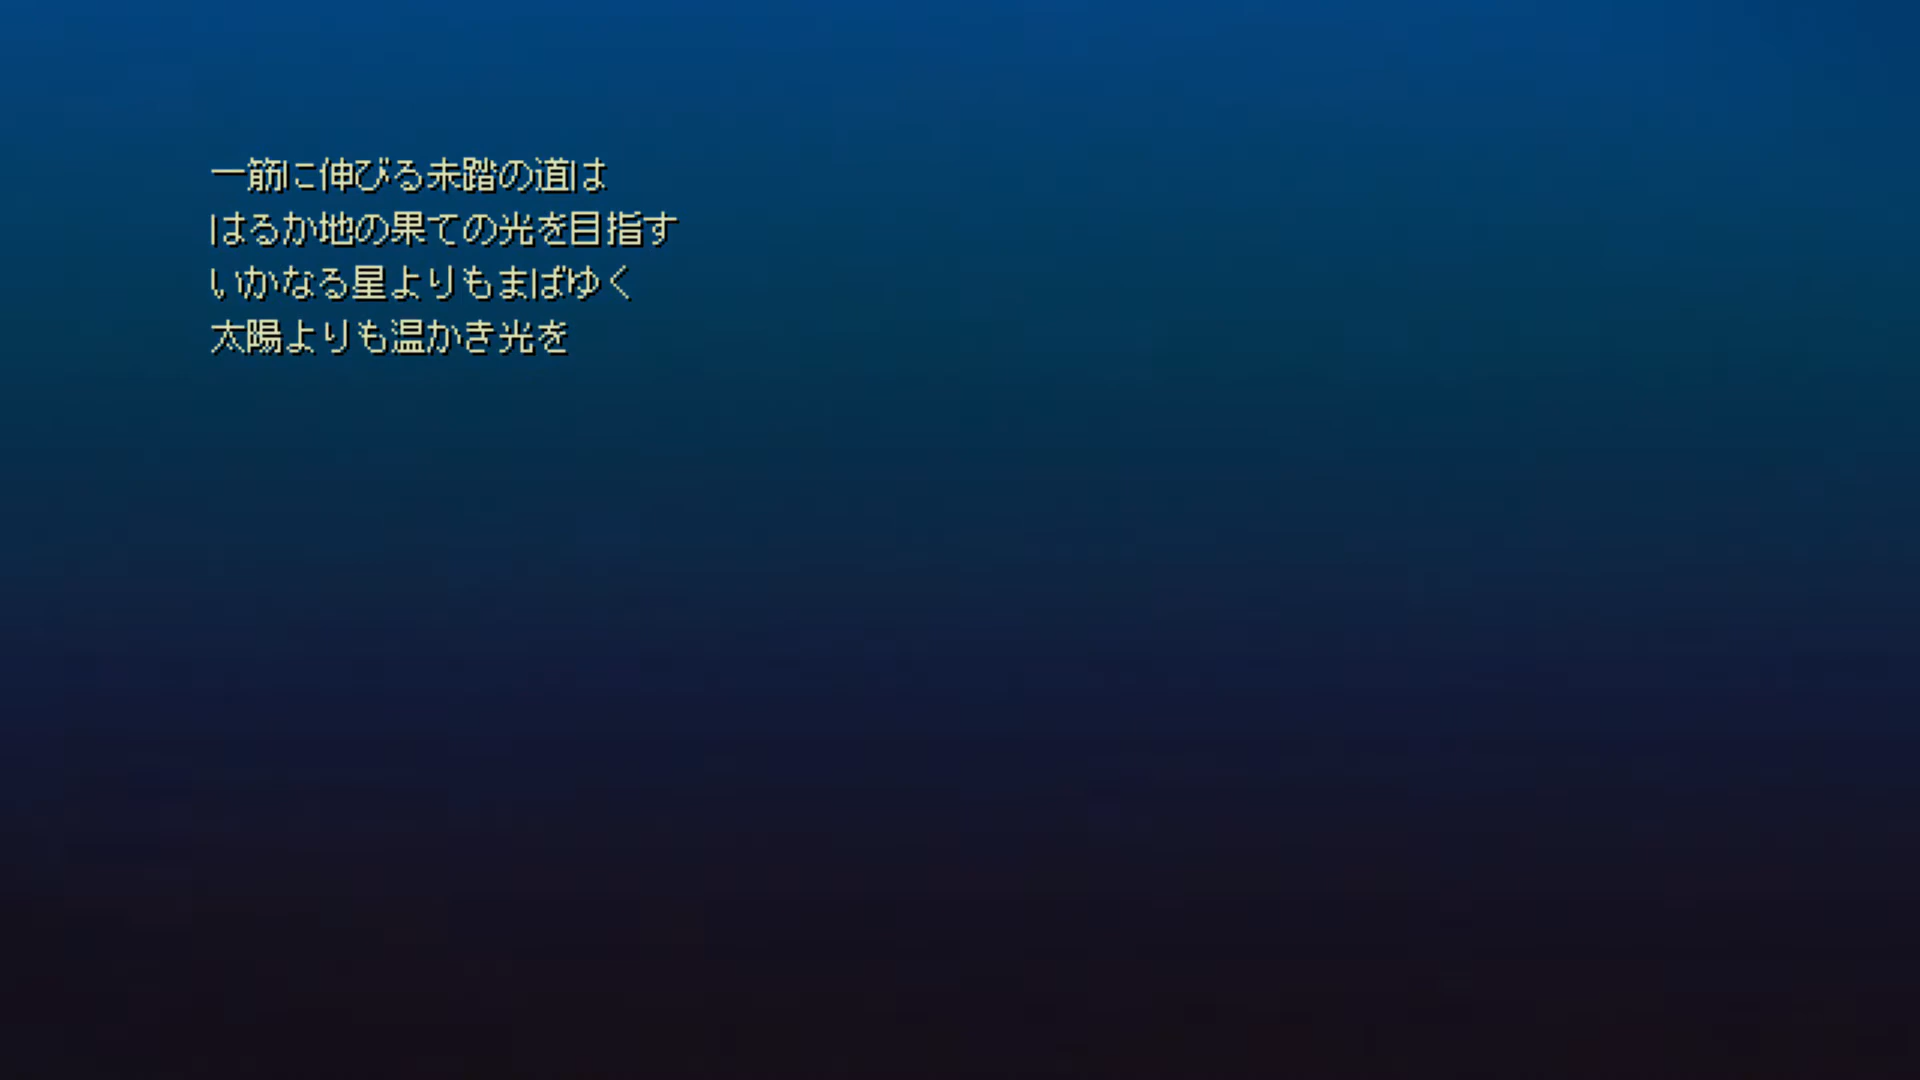 一筋に伸びる未踏の道は
はるか地の果ての光を目指す
いかなる星よりもまばゆく
太陽よりも温かき光を